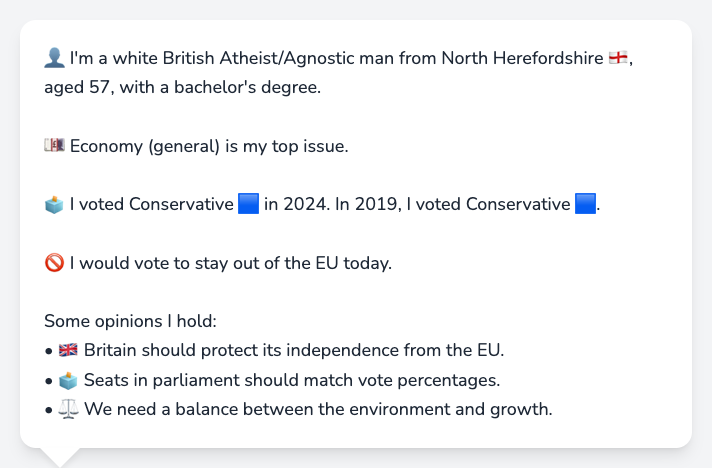 👤 I'm a white British Atheist/Agnostic man from North Herefordshire 🏴󠁧󠁢󠁥󠁮󠁧󠁿,
aged 57, with a bachelor's degree.
💷 Economy (general) is my top issue.
🗳️ I voted Conservative 🟦 in 2024. In 2019, I voted Conservative 🟦.
🚫 I would vote to stay out of the EU today.
Some opinions I hold:
• 🇬🇧 Britain should protect its independence from the EU.
• 🗳️ Seats in parliament should match vote percentages.
• ⚖️ We need a balance between the environment and growth.